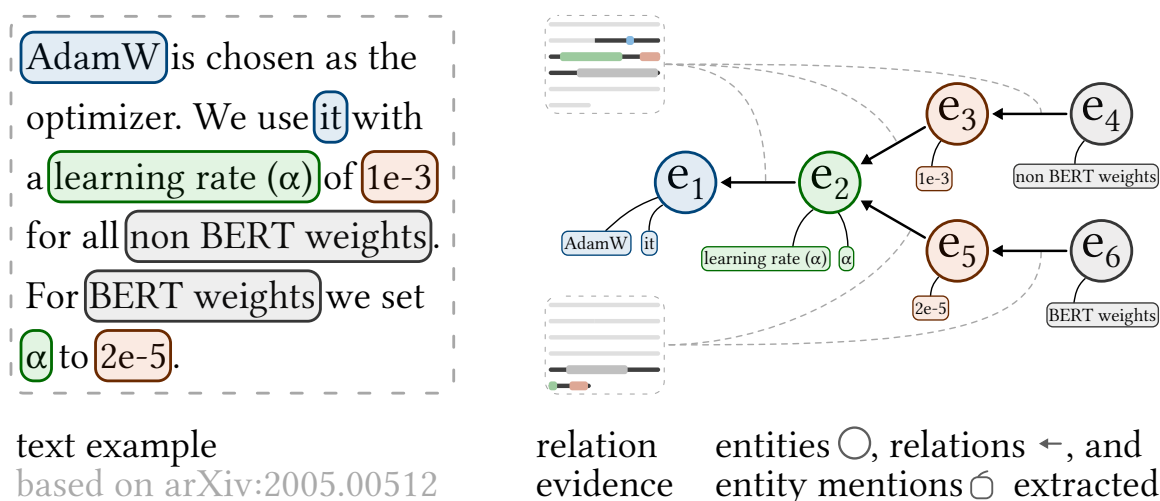 AdamW is chosen as the
optimizer. We use it with
a learning rate (α) of 1e-3
for all non BERT weights.
For BERT weights we set
α to 2e-5.
text example
based on arXiv:2005.00512
e1
AdamW it
e2
learning rate (α) α
e3
1e-3
e4
non BERT weights
e5
2e-5
e6
BERT weights
relation
evidence
entities , relations ←, and
entity mentions extracted